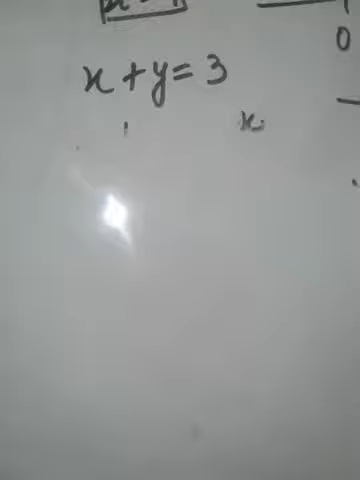 0
x + y = 3
x